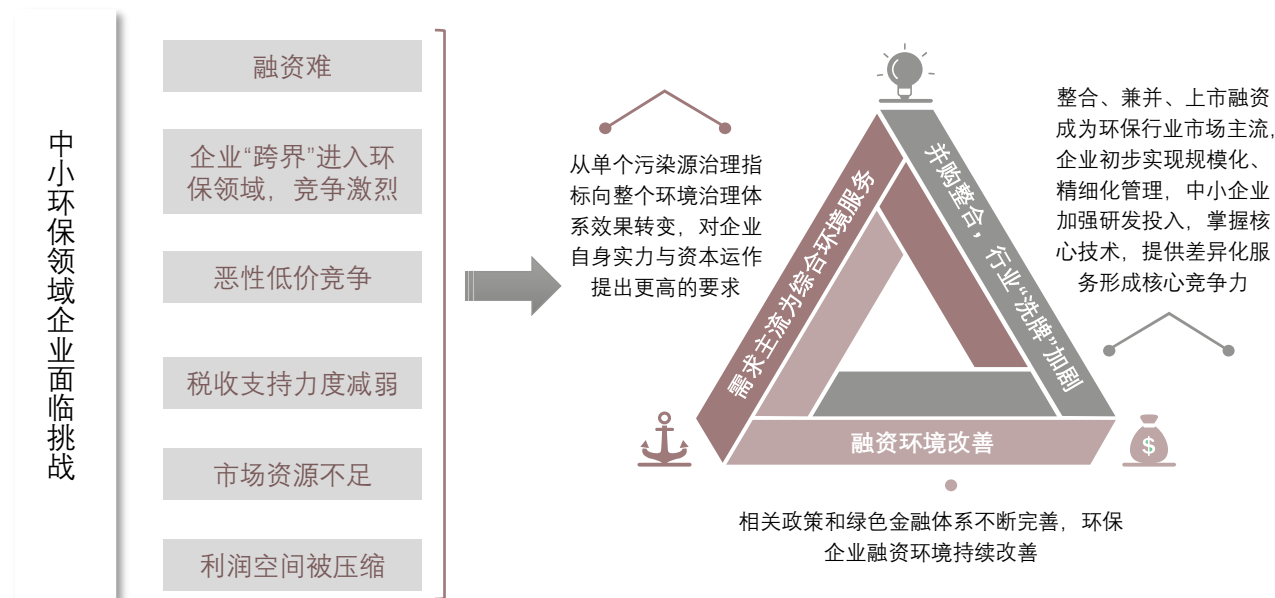 中小环保领域企业面临挑战
融资难
企业“跨界”进入环
保领域，竞争激烈
恶性低价竞争
税收支持力度减弱
市场资源不足
利润空间被压缩
从单个污染源治理指
标向整个环境治理体
系效果转变，对企业
自身实力与资本运作
提出更高的要求
需求主流为综合环境服务
并购整合，行业“洗牌”加剧
融资环境改善
$
整合、兼并、上市融资
成为环保行业市场主流，
企业初步实现规模化、
精细化管理，中小企业
加强研发投入，掌握核
心技术，提供差异化服
务形成核心竞争力
相关政策和绿色金融体系不断完善，环保
企业融资环境持续改善